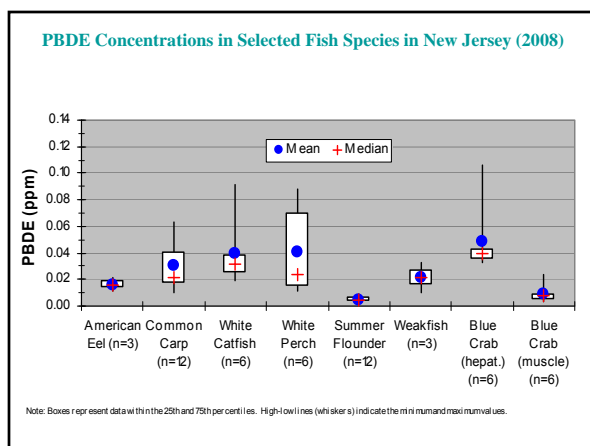 PBDE Concentrations in Selected Fish Species in New Jersey (2008)
0.14
0.12
0.10
0.08
0.06
0.04
0.02
0.00
PBDE (ppm)
Mean Median
American Eel (n=3)
Common Carp (n=12)
White Catfish (n=6)
White Perch (n=6)
Summer Flounder (n=12)
Weakfish (n=3)
Blue Crab (hepat.) (n=6)
Blue Crab (muscle) (n=6)
Note: Boxes represent data within the 25th and 75th percentiles. High-low lines (whiskers) indicate the minimum and maximum values.